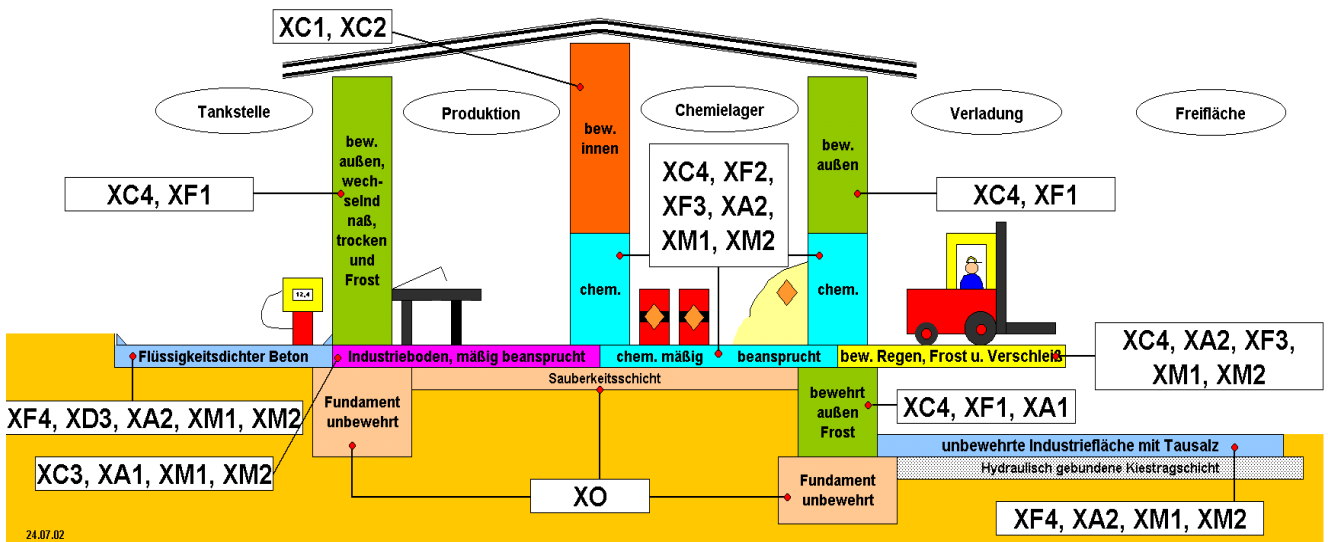 XC1, XC2
Tankstelle
Produktion
Chemielager
Verladung
Freifläche
bew.
außen,
wech-
selnd
naß,
trocken
und
Frost
bew.
innen
bew.
außen
XC4, XF1
XC4, XF2,
XF3, XA2,
XM1, XM2
XC4, XF1
12,4
chem.
chem.
Flüssigkeitsdichter Beton
Industrieboden, mäßig beansprucht
chem. mäßig beansprucht
bew. Regen, Frost u. Verschleiß
XC4, XA2, XF3,
XM1, XM2
Sauberkeitsschicht
Fundament
unbewehrt
bewehrt
außen
Frost
XC4, XF1, XA1
XF4, XD3, XA2, XM1, XM2
unbewehrte Industriefläche mit Tausalz
XC3, XA1, XM1, XM2
Hydraulisch gebundene Kiestragschicht
XO
Fundament
unbewehrt
XF4, XA2, XM1, XM2
24.07.02